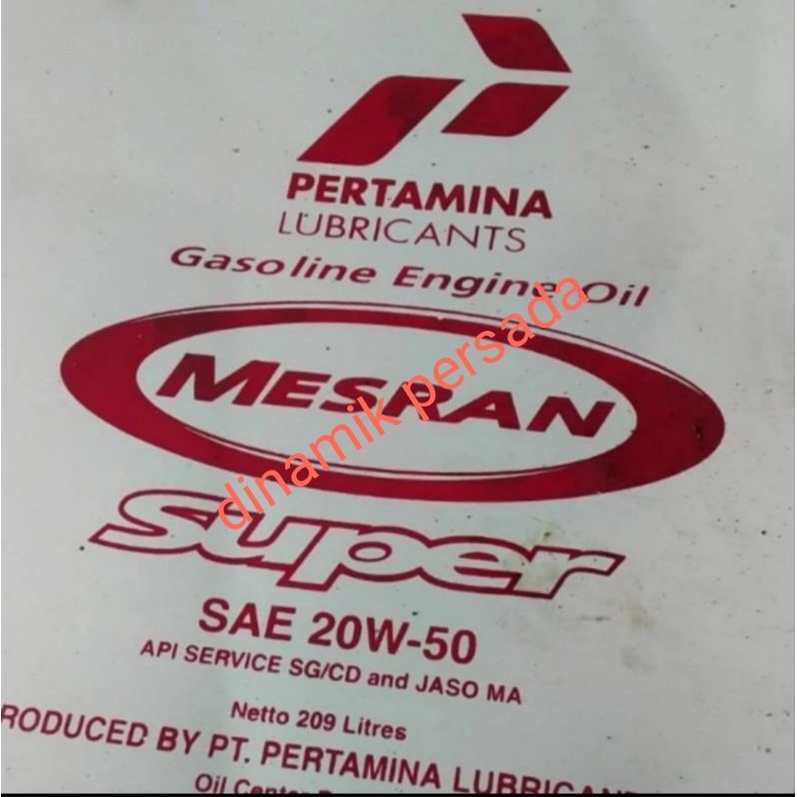 PERTAMINA
LUBRICANTS
Gasoline Engine Oil
MESRAN
super
dinamik persada
SAE 20W-50
API SERVICE SG/CD and JASO MA
Netto 209 Litres
RODUCED BY PT. PERTAMINA LUBRICAN
Oil Center